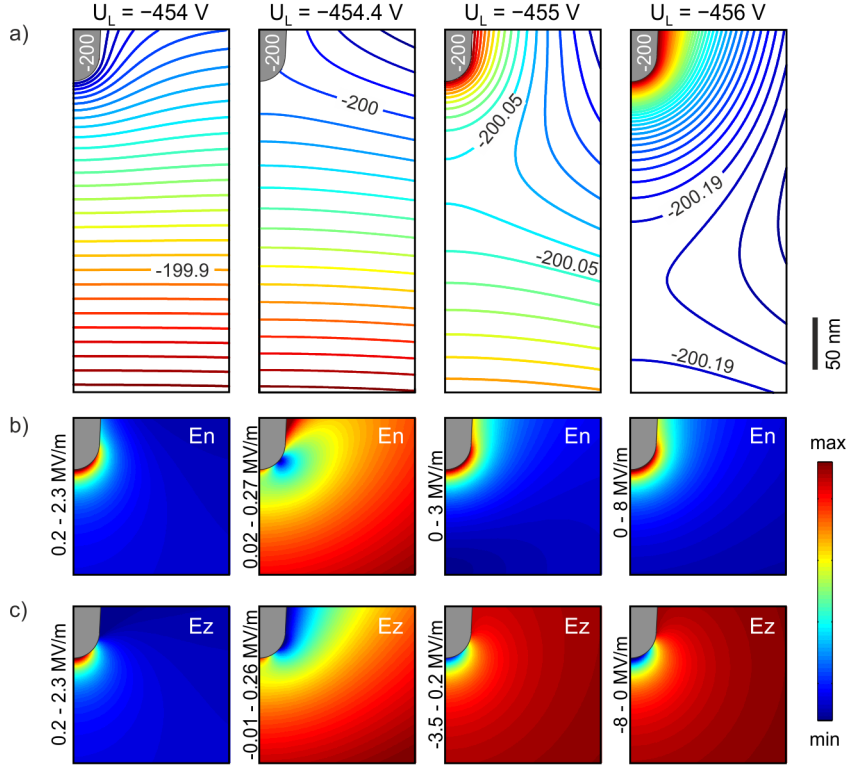 U_L = −454 V U_L = −454.4 V U_L = −455 V U_L = −456 V
a)
-200 -200 -200 -200
-200
-200.05
-200.19
-199.9
-200.05
-200.19
50 nm
b)
En En En En
0.2 - 2.3 MV/m
0.02 - 0.27 MV/m
0 - 3 MV/m
0 - 8 MV/m
max
c)
Ez Ez Ez Ez
0.2 - 2.3 MV/m
-0.01 - 0.26 MV/m
-3.5 - 0.2 MV/m
-8 - 0 MV/m
min